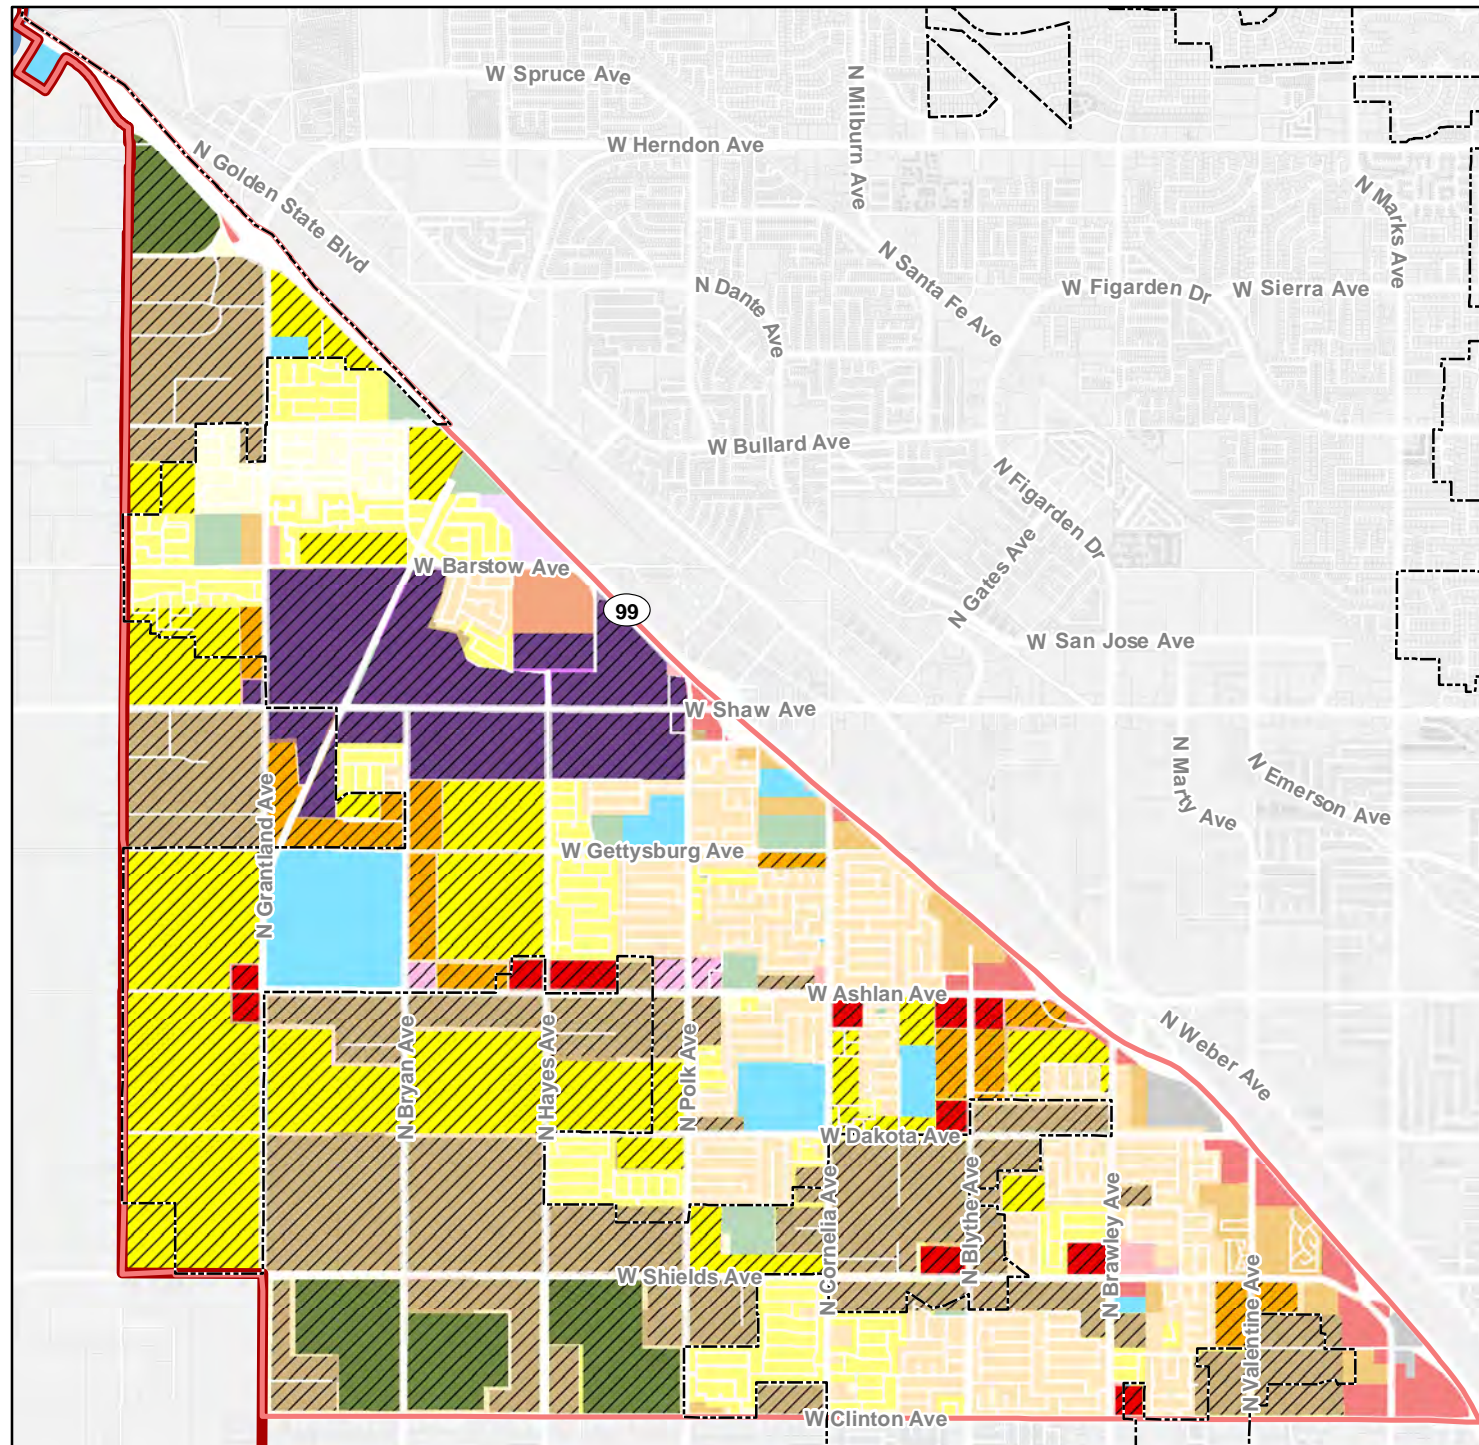 W Spruce Ave
N Milburn Ave
W Herndon Ave
N Golden State Blvd
N Marks Ave
N Santa Fe Ave
N Dante Ave
W Figarden Dr
W Sierra Ave
W Bullard Ave
N Figarden Dr
W Barstow Ave
N Gates Ave
99
W San Jose Ave
W Shaw Ave
N Marty Ave
N Emerson Ave
N Grantland Ave
W Gettysburg Ave
W Ashlan Ave
N Bryan Ave
N Hayes Ave
N Polk Ave
N Weber Ave
W Dakota Ave
N Cornelia Ave
N Blythe Ave
N Brawley Ave
N Valentine Ave
W Shields Ave
W Clinton Ave